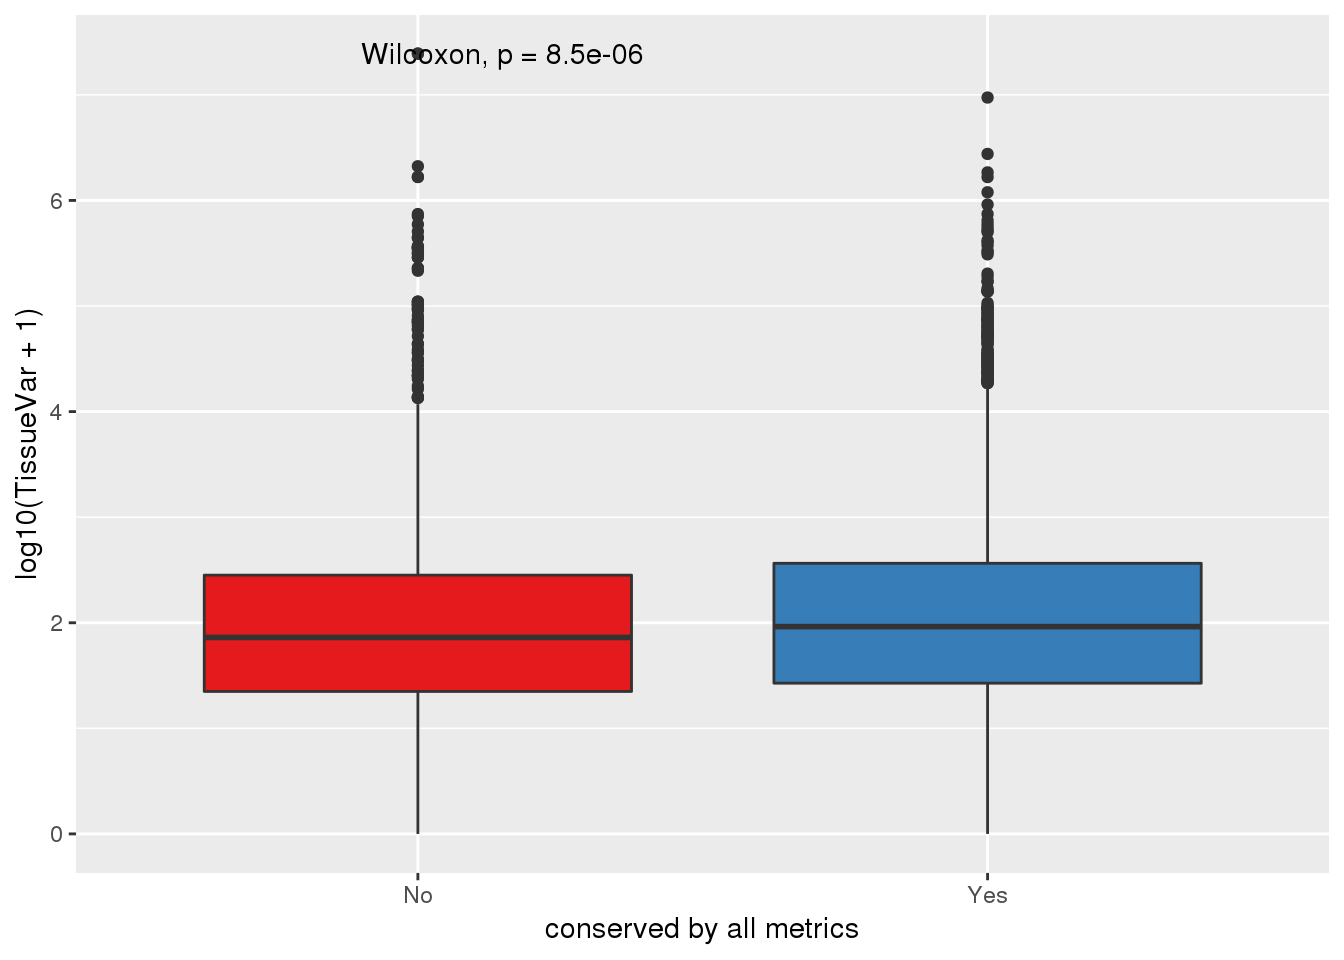 Wilcoxon, p = 8.5e-06
log10(TissueVar + 1)
6
4
2
0
No Yes
conserved by all metrics